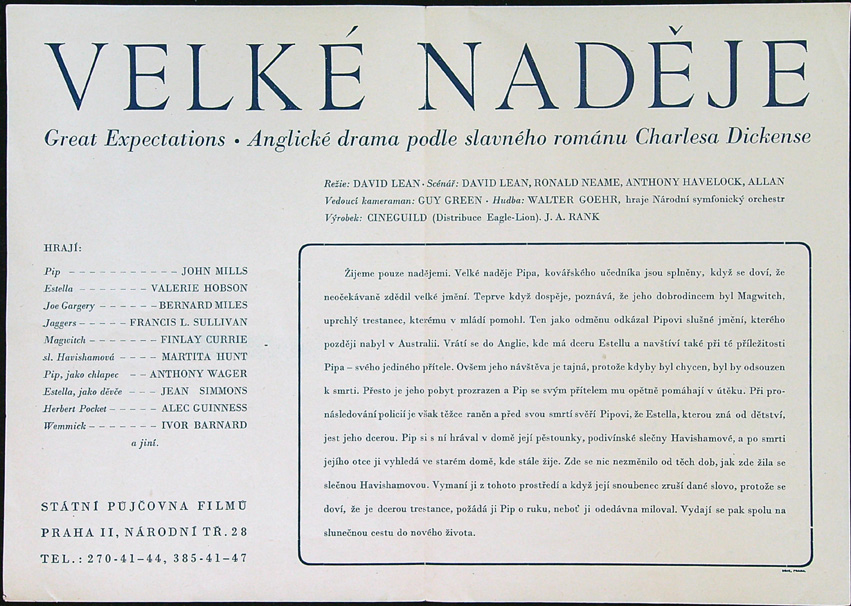 VELKÉ NADĚJE
Great Expectations • Anglické drama podle slavného románu Charlesa Dickense
Režie: DAVID LEAN · Scénář: DAVID LEAN, RONALD NEAME, ANTHONY HAVELOCK, ALLAN
Vedoucí kameraman: GUY GREEN · Hudba: WALTER GOEHR, hraje Národní symfonický orchestr
Výrobek: CINEGUILD (Distribuce Eagle-Lion). J. A. RANK
HRAJÍ:
Pip – – – – – – – – – – – JOHN MILLS
Estella – – – – – – – VALERIE HOBSON
Joe Gargery – – – – – – BERNARD MILES
Jaggers – – – – – FRANCIS L. SULLIVAN
Magwitch – – – – – – FINLAY CURRIE
sl. Havishamová – – – – MARTITA HUNT
Pip, jako chlapec – – ANTHONY WAGER
Estella, jako děvče – – – JEAN SIMMONS
Herbert Pocket – – – – – ALEC GUINNESS
Wemmick – – – – – – – IVOR BARNARD
a jiní.
STÁTNÍ PŮJČOVNA FILMŮ
PRAHA II, NÁRODNÍ TŘ. 28
TEL.: 270-41-44, 385-41-47
Žijeme pouze nadějemi. Velké naděje Pipa, kovářského učedníka jsou splněny, když se doví, že
neočekávaně zdědil velké jmění. Teprve když dospěje, poznává, že jeho dobrodincem byl Magwitch,
uprchlý trestanec, kterému v mládí pomohl. Ten jako odměnu odkázal Pipovi slušné jmění, kterého
později nabyl v Australii. Vrátí se do Anglie, kde má dceru Estellu a navštíví také při té příležitosti
Pipa – svého jediného přítele. Ovšem jeho návštěva je tajná, protože kdyby byl chycen, byl by odsouzen
k smrti. Přesto je jeho pobyt prozrazen a Pip se svým přítelem mu opětně pomáhají v útěku. Při pro-
následování policií je však těžce raněn a před svou smrtí svěří Pipovi, že Estella, kterou zná od dětství,
jest jeho dcerou. Pip si s ní hrával v domě její pěstounky, podivínské slečny Havishamové, a po smrti
jejího otce ji vyhledá ve starém domě, kde stále žije. Zde se nic nezměnilo od těch dob, jak zde žila se
slečnou Havishamovou. Vymaní ji z tohoto prostředí a když její snoubenec zruší dané slovo, protože se
doví, že je dcerou trestance, požádá ji Pip o ruku, neboť ji odedávna miloval. Vydají se pak spolu na
slunečnou cestu do nového života.